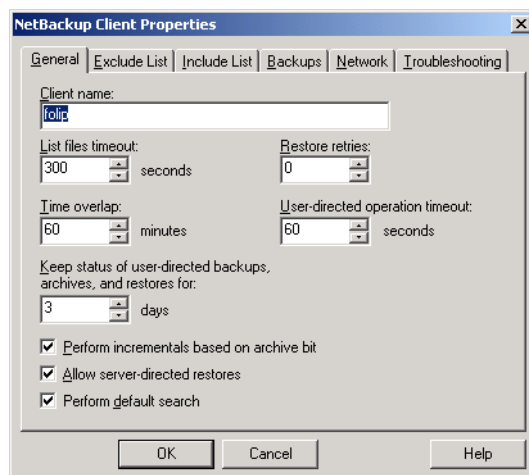 NetBackup Client Properties
General Exclude List Include List Backups Network Troubleshooting
Client name:
folip
List files timeout: Restore retries:
300 seconds 0
Time overlap: User-directed operation timeout:
60 minutes 60 seconds
Keep status of user-directed backups,
archives, and restores for:
3 days
Perform incrementals based on archive bit
Allow server-directed restores
Perform default search
OK Cancel Help